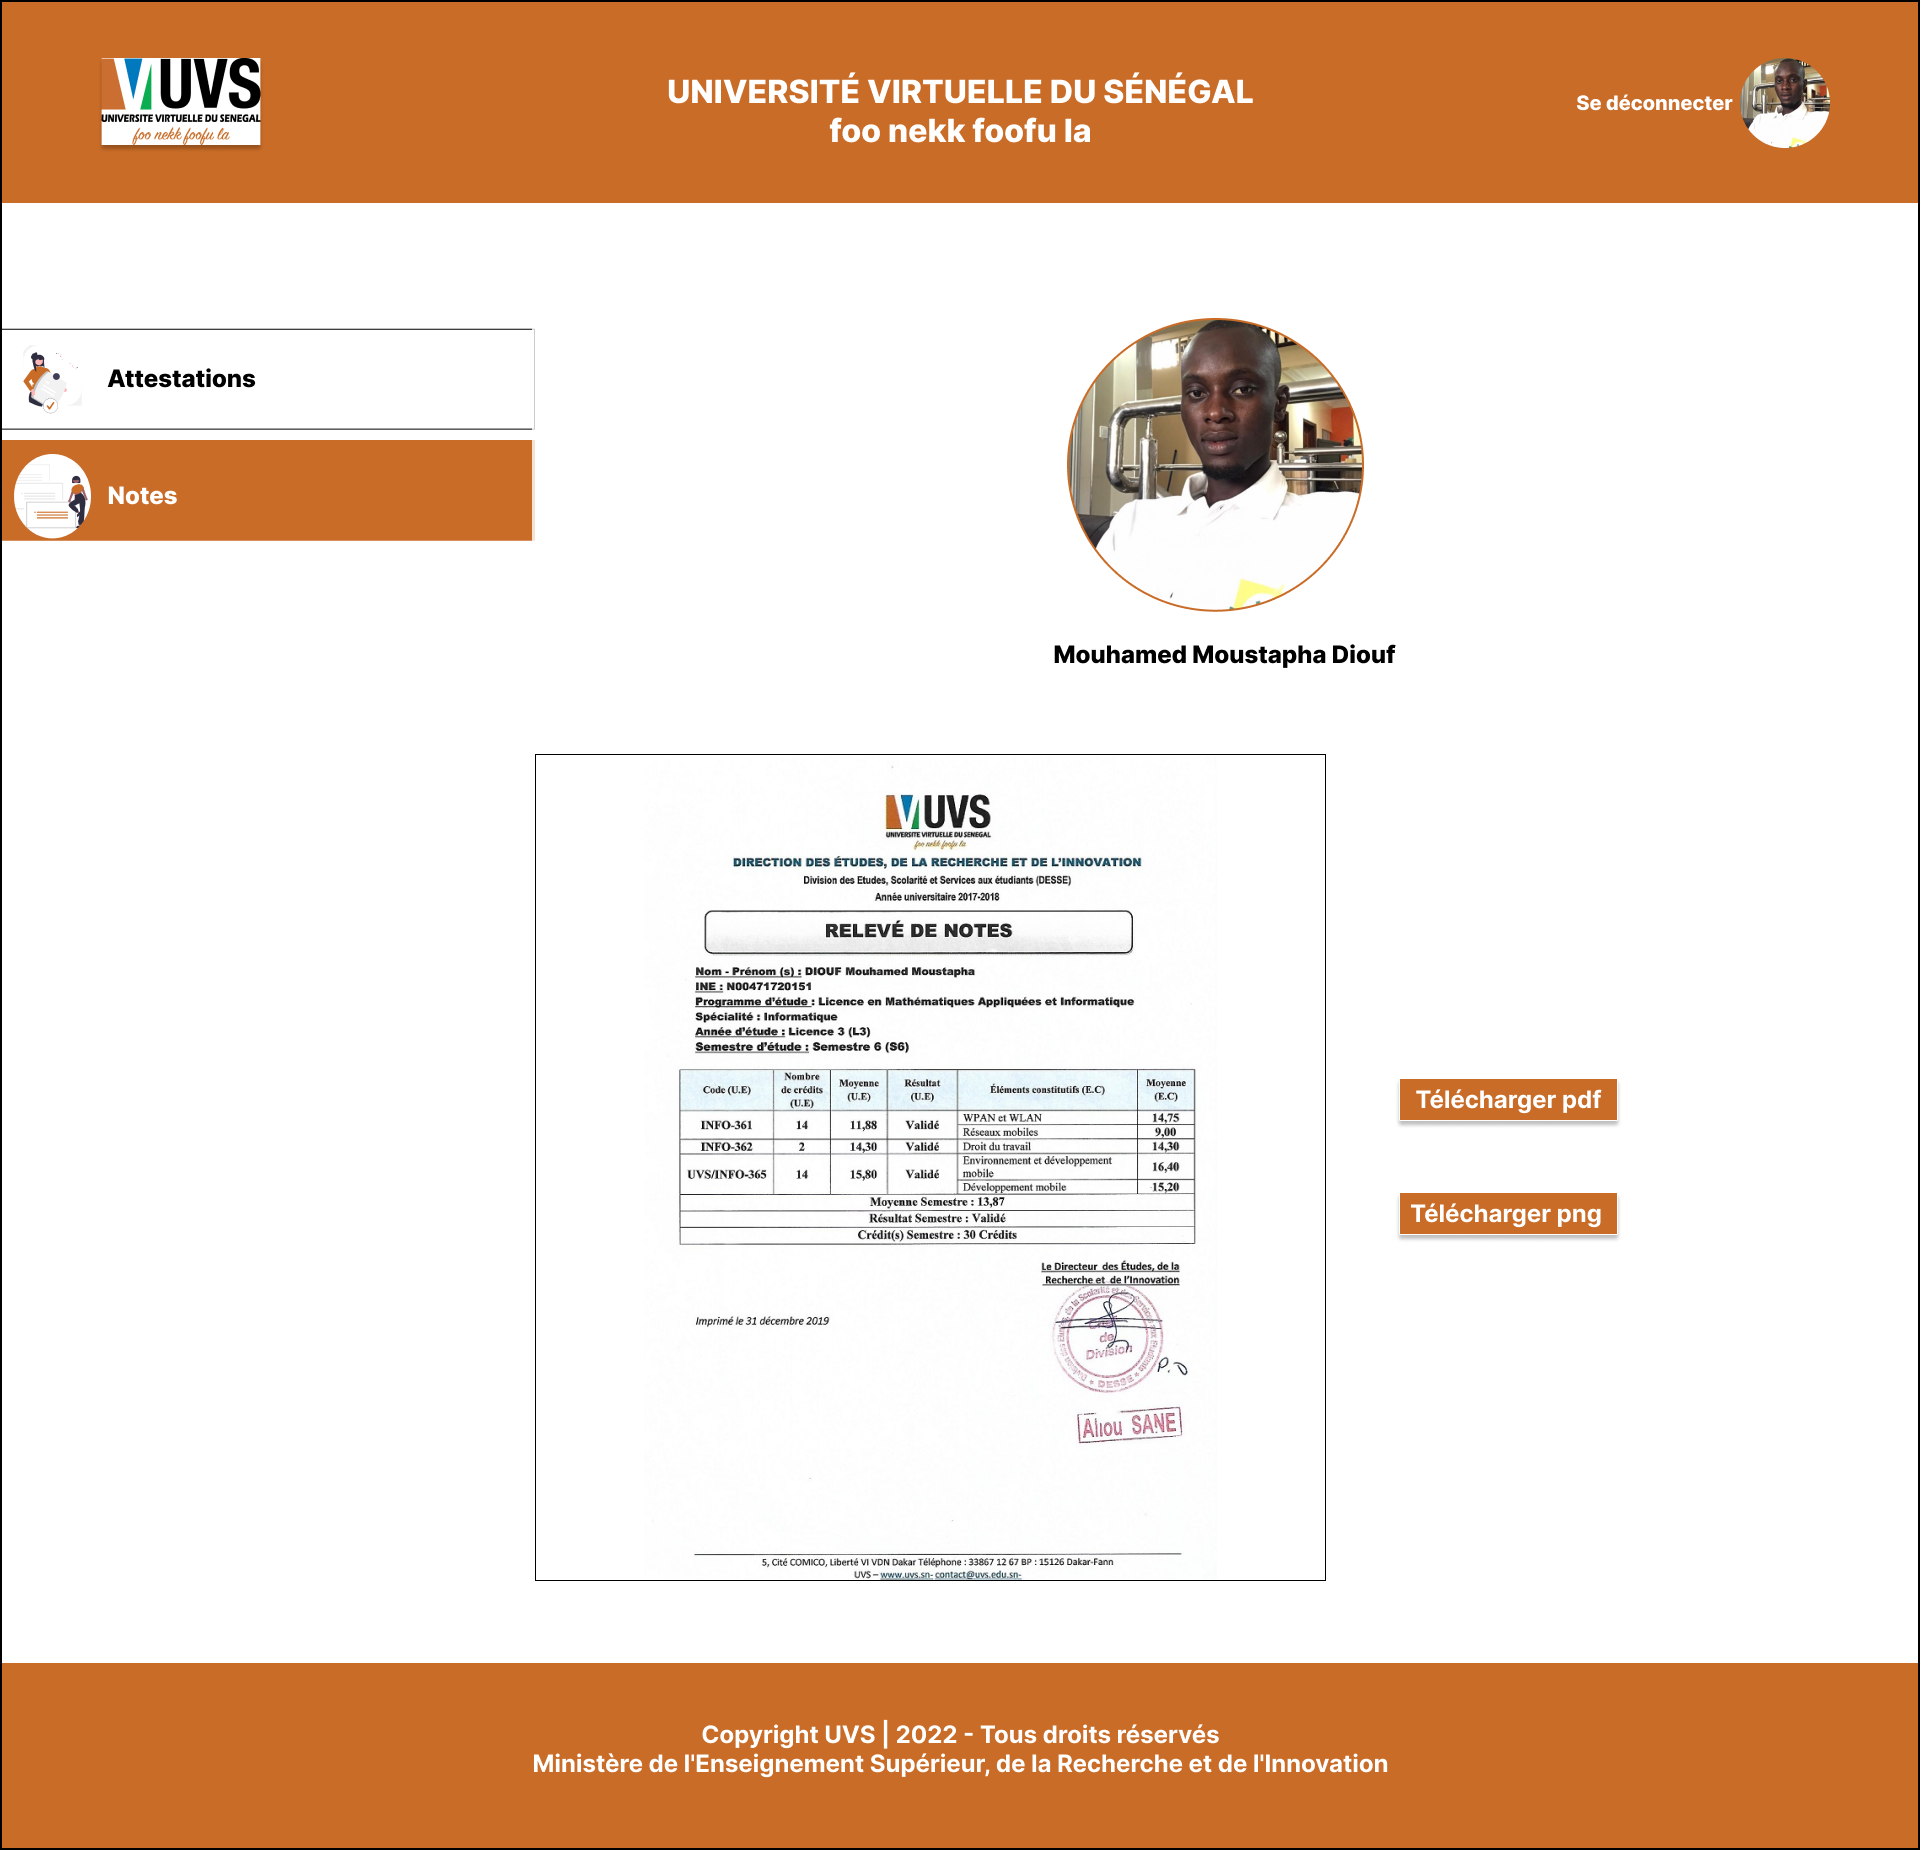 UVS
UNIVERSITE VIRTUELLE DU SENEGAL
foo nekk foofu la
UNIVERSITÉ VIRTUELLE DU SÉNÉGAL
foo nekk foofu la
Se déconnecter
Attestations
Notes
Mouhamed Moustapha Diouf
UVS
UNIVERSITE VIRTUELLE DU SENEGAL
foo nekk foofu la
DIRECTION DES ÉTUDES, DE LA RECHERCHE ET DE L'INNOVATION
Division des Etudes, Scolarité et Services aux étudiants (DESSE)
Année universitaire 2017-2018
RELEVÉ DE NOTES
Nom - Prénom (s) : DIOUF Mouhamed Moustapha
INE : N00471720151
Programme d'étude : Licence en Mathématiques Appliquées et Informatique
Spécialité : Informatique
Année d'étude : Licence 3 (L3)
Semestre d'étude : Semestre 6 (S6)
Code (U.E) Nombre de crédits (U.E) Moyenne (U.E) Résultat (U.E) Éléments constitutifs (E.C) Moyenne (E.C)
INFO-361 14 11,88 Validé WPAN et WLAN 14,75
Réseaux mobiles 9,00
INFO-362 2 14,30 Validé Droit du travail 14,30
UVS/INFO-365 14 15,80 Validé Environnement et développement mobile 16,40
Développement mobile 15,20
Moyenne Semestre : 13,87
Résultat Semestre : Validé
Crédit(s) Semestre : 30 Crédits
Le Directeur des Études, de la
Recherche et de l'Innovation
de
Division
DESSE
P.O
Imprimé le 31 décembre 2019
Aliou SANE
5, Cité COMICO, Liberté VI VDN Dakar Téléphone : 33867 12 67 BP : 15126 Dakar-Fann
UVS – www.uvs.sn- contact@uvs.edu.sn-
Télécharger pdf
Télécharger png
Copyright UVS | 2022 - Tous droits réservés
Ministère de l'Enseignement Supérieur, de la Recherche et de l'Innovation